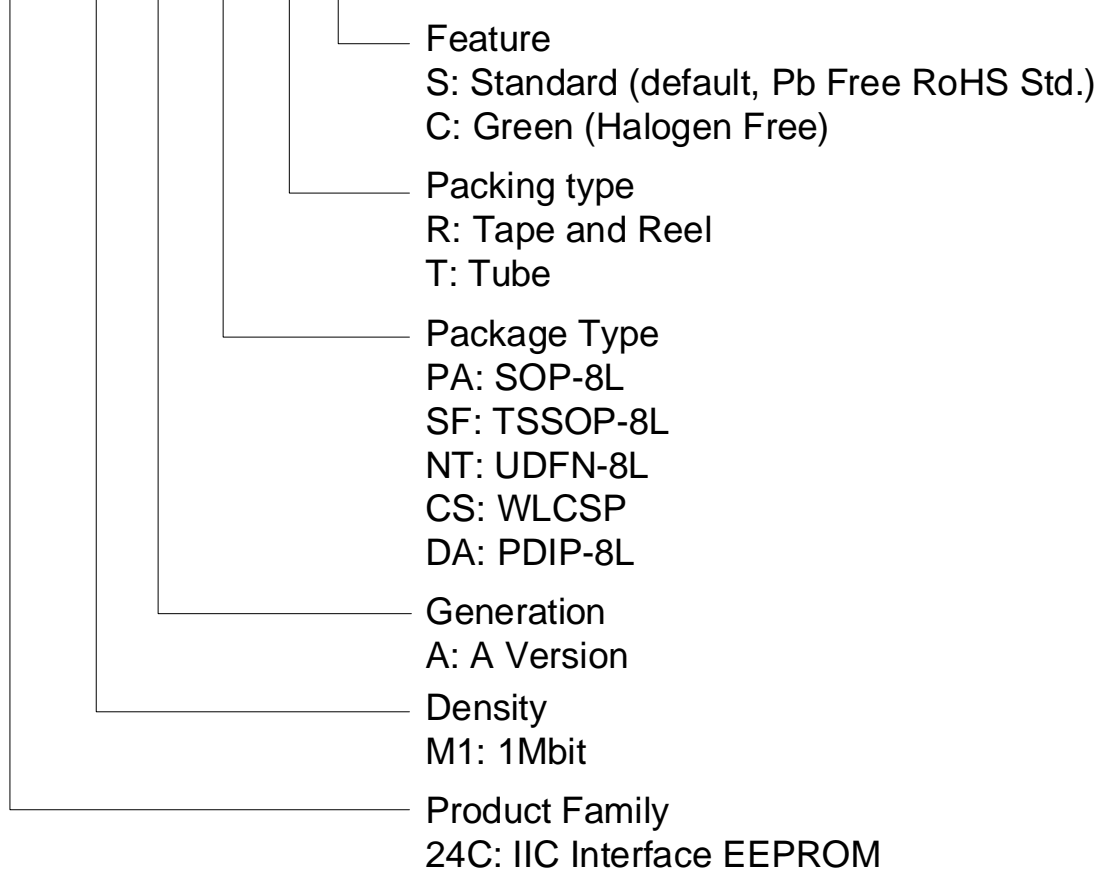 Feature
S: Standard (default, Pb Free RoHS Std.)
C: Green (Halogen Free)
Packing type
R: Tape and Reel
T: Tube
Package Type
PA: SOP-8L
SF: TSSOP-8L
NT: UDFN-8L
CS: WLCSP
DA: PDIP-8L
Generation
A: A Version
Density
M1: 1Mbit
Product Family
24C: IIC Interface EEPROM